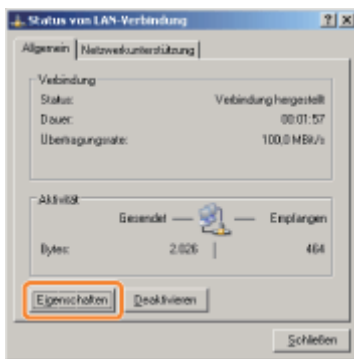 Status von LAN-Verbindung
Allgemein Netzwerkunterstützung
Verbindung
Status: Verbindung hergestellt
Dauer: 00:01:57
Übertragungsrate: 100,0 MBit/s
Aktivität
Gesendet Empfangen
Bytes: 2.026 464
Eigenschaften Deaktivieren
Schließen